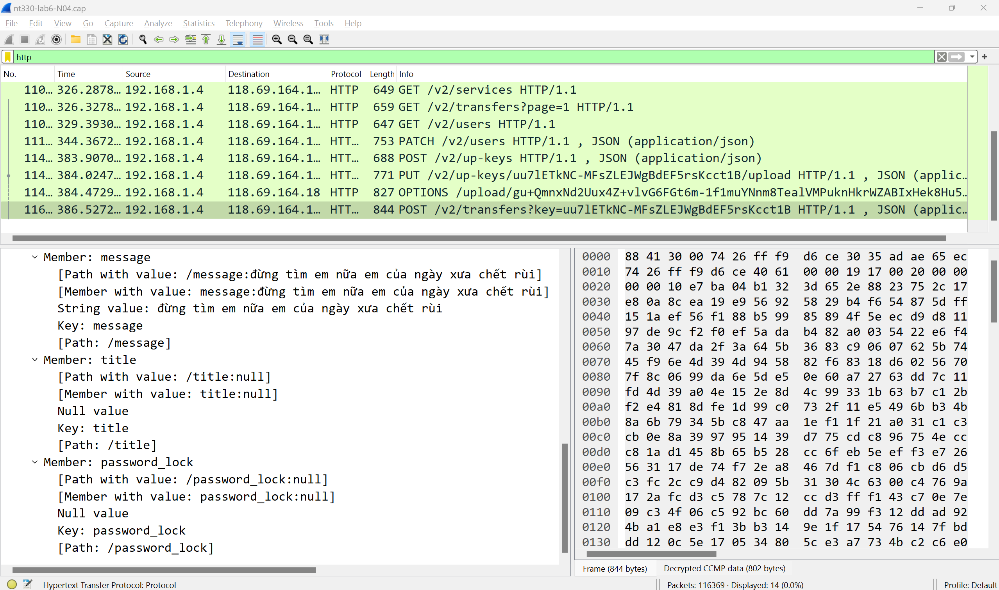 nt330-lab6-N04.cap
File Edit View Go Capture Analyze Statistics Telephony Wireless Tools Help
http
No. Time Source Destination Protocol Length Info
110… 326.2878… 192.168.1.4 118.69.164.1… HTTP 649 GET /v2/services HTTP/1.1
110… 326.3278… 192.168.1.4 118.69.164.1… HTTP 659 GET /v2/transfers?page=1 HTTP/1.1
110… 329.3930… 192.168.1.4 118.69.164.1… HTTP 647 GET /v2/users HTTP/1.1
111… 344.3672… 192.168.1.4 118.69.164.1… HTT… 753 PATCH /v2/users HTTP/1.1 , JSON (application/json)
114… 383.9070… 192.168.1.4 118.69.164.1… HTT… 688 POST /v2/up-keys HTTP/1.1 , JSON (application/json)
114… 384.0247… 192.168.1.4 118.69.164.1… HTT… 771 PUT /v2/up-keys/uu7lETkNC-MFsZLEJWgBdEF5rsKcct1B/upload HTTP/1.1 , JSON (applic…
114… 384.4729… 192.168.1.4 118.69.164.18 HTTP 827 OPTIONS /upload/gu+QmnxNd2Uux4Z+vlvG6FGt6m-1f1muYNnm8TealVMPuknHkrWZABIxHek8Hu5…
116… 386.5272… 192.168.1.4 118.69.164.1… HTT… 844 POST /v2/transfers?key=uu7lETkNC-MFsZLEJWgBdEF5rsKcct1B HTTP/1.1 , JSON (applic…
Member: message
[Path with value: /message:đừng tìm em nữa em của ngày xưa chết rùi]
[Member with value: message:đừng tìm em nữa em của ngày xưa chết rùi]
String value: đừng tìm em nữa em của ngày xưa chết rùi
Key: message
[Path: /message]
Member: title
[Path with value: /title:null]
[Member with value: title:null]
Null value
Key: title
[Path: /title]
Member: password_lock
[Path with value: /password_lock:null]
[Member with value: password_lock:null]
Null value
Key: password_lock
[Path: /password_lock]
0000 88 41 30 00 74 26 ff f9 d6 ce 30 35 ad ae 65 ec
0010 74 26 ff f9 d6 ce 40 61 00 00 19 17 00 20 00 00
0020 00 00 10 e7 ba 04 b1 32 3d 65 2e 88 23 75 2c 17
0030 e8 0a 8c ea 19 e9 56 92 58 29 b4 f6 54 87 5d ff
0040 15 1a ef 56 f1 88 b5 99 85 89 4f 5e ec d9 d8 11
0050 97 de 9c f2 f0 ef 5a da b4 82 a0 03 54 22 e6 f4
0060 7a 30 47 da 2f 3a 64 5b 36 83 c9 06 07 62 5b 74
0070 45 f9 6e 4d 39 4d 94 58 82 f6 83 18 d6 02 56 70
0080 7f 8c 06 99 da 6e 5d e5 0e 60 a7 27 63 dd 7c 11
0090 fd 4d 39 a0 4e 15 2e 8d 4c 99 33 1b 63 b7 c1 2b
00a0 f2 e4 81 8d fe 1d 99 c0 73 2f 11 e5 49 6b b3 4b
00b0 8a 6b 79 34 5b c8 47 aa 1e f1 1f 21 a0 31 c1 c3
00c0 cb 0e 8a 39 97 95 14 39 d7 75 cd c8 96 75 4e cc
00d0 c8 1a d1 45 8b 65 b5 28 cc 6f eb 5e ef f3 e7 26
00e0 56 31 17 de 74 f7 2e a8 46 7d f1 c8 06 cb d6 d5
00f0 c3 fc 2c c9 d4 82 09 5b 31 30 4c 63 00 c4 76 9a
0100 17 2a fc d3 c5 78 7c 12 cc d3 ff f1 43 c7 0e 7e
0110 09 c3 4f 06 c5 92 bc 60 dd 7a 99 f3 12 dd ad 92
0120 4b a1 e8 e3 f1 3b b3 14 9e 1f 17 54 76 14 7f bd
0130 dd 12 0c 5e 17 05 34 80 5c e3 a7 73 4b c2 c6 e0
Frame (844 bytes) Decrypted CCMP data (802 bytes)
Hypertext Transfer Protocol: Protocol Packets: 116369 · Displayed: 14 (0.0%) Profile: Default